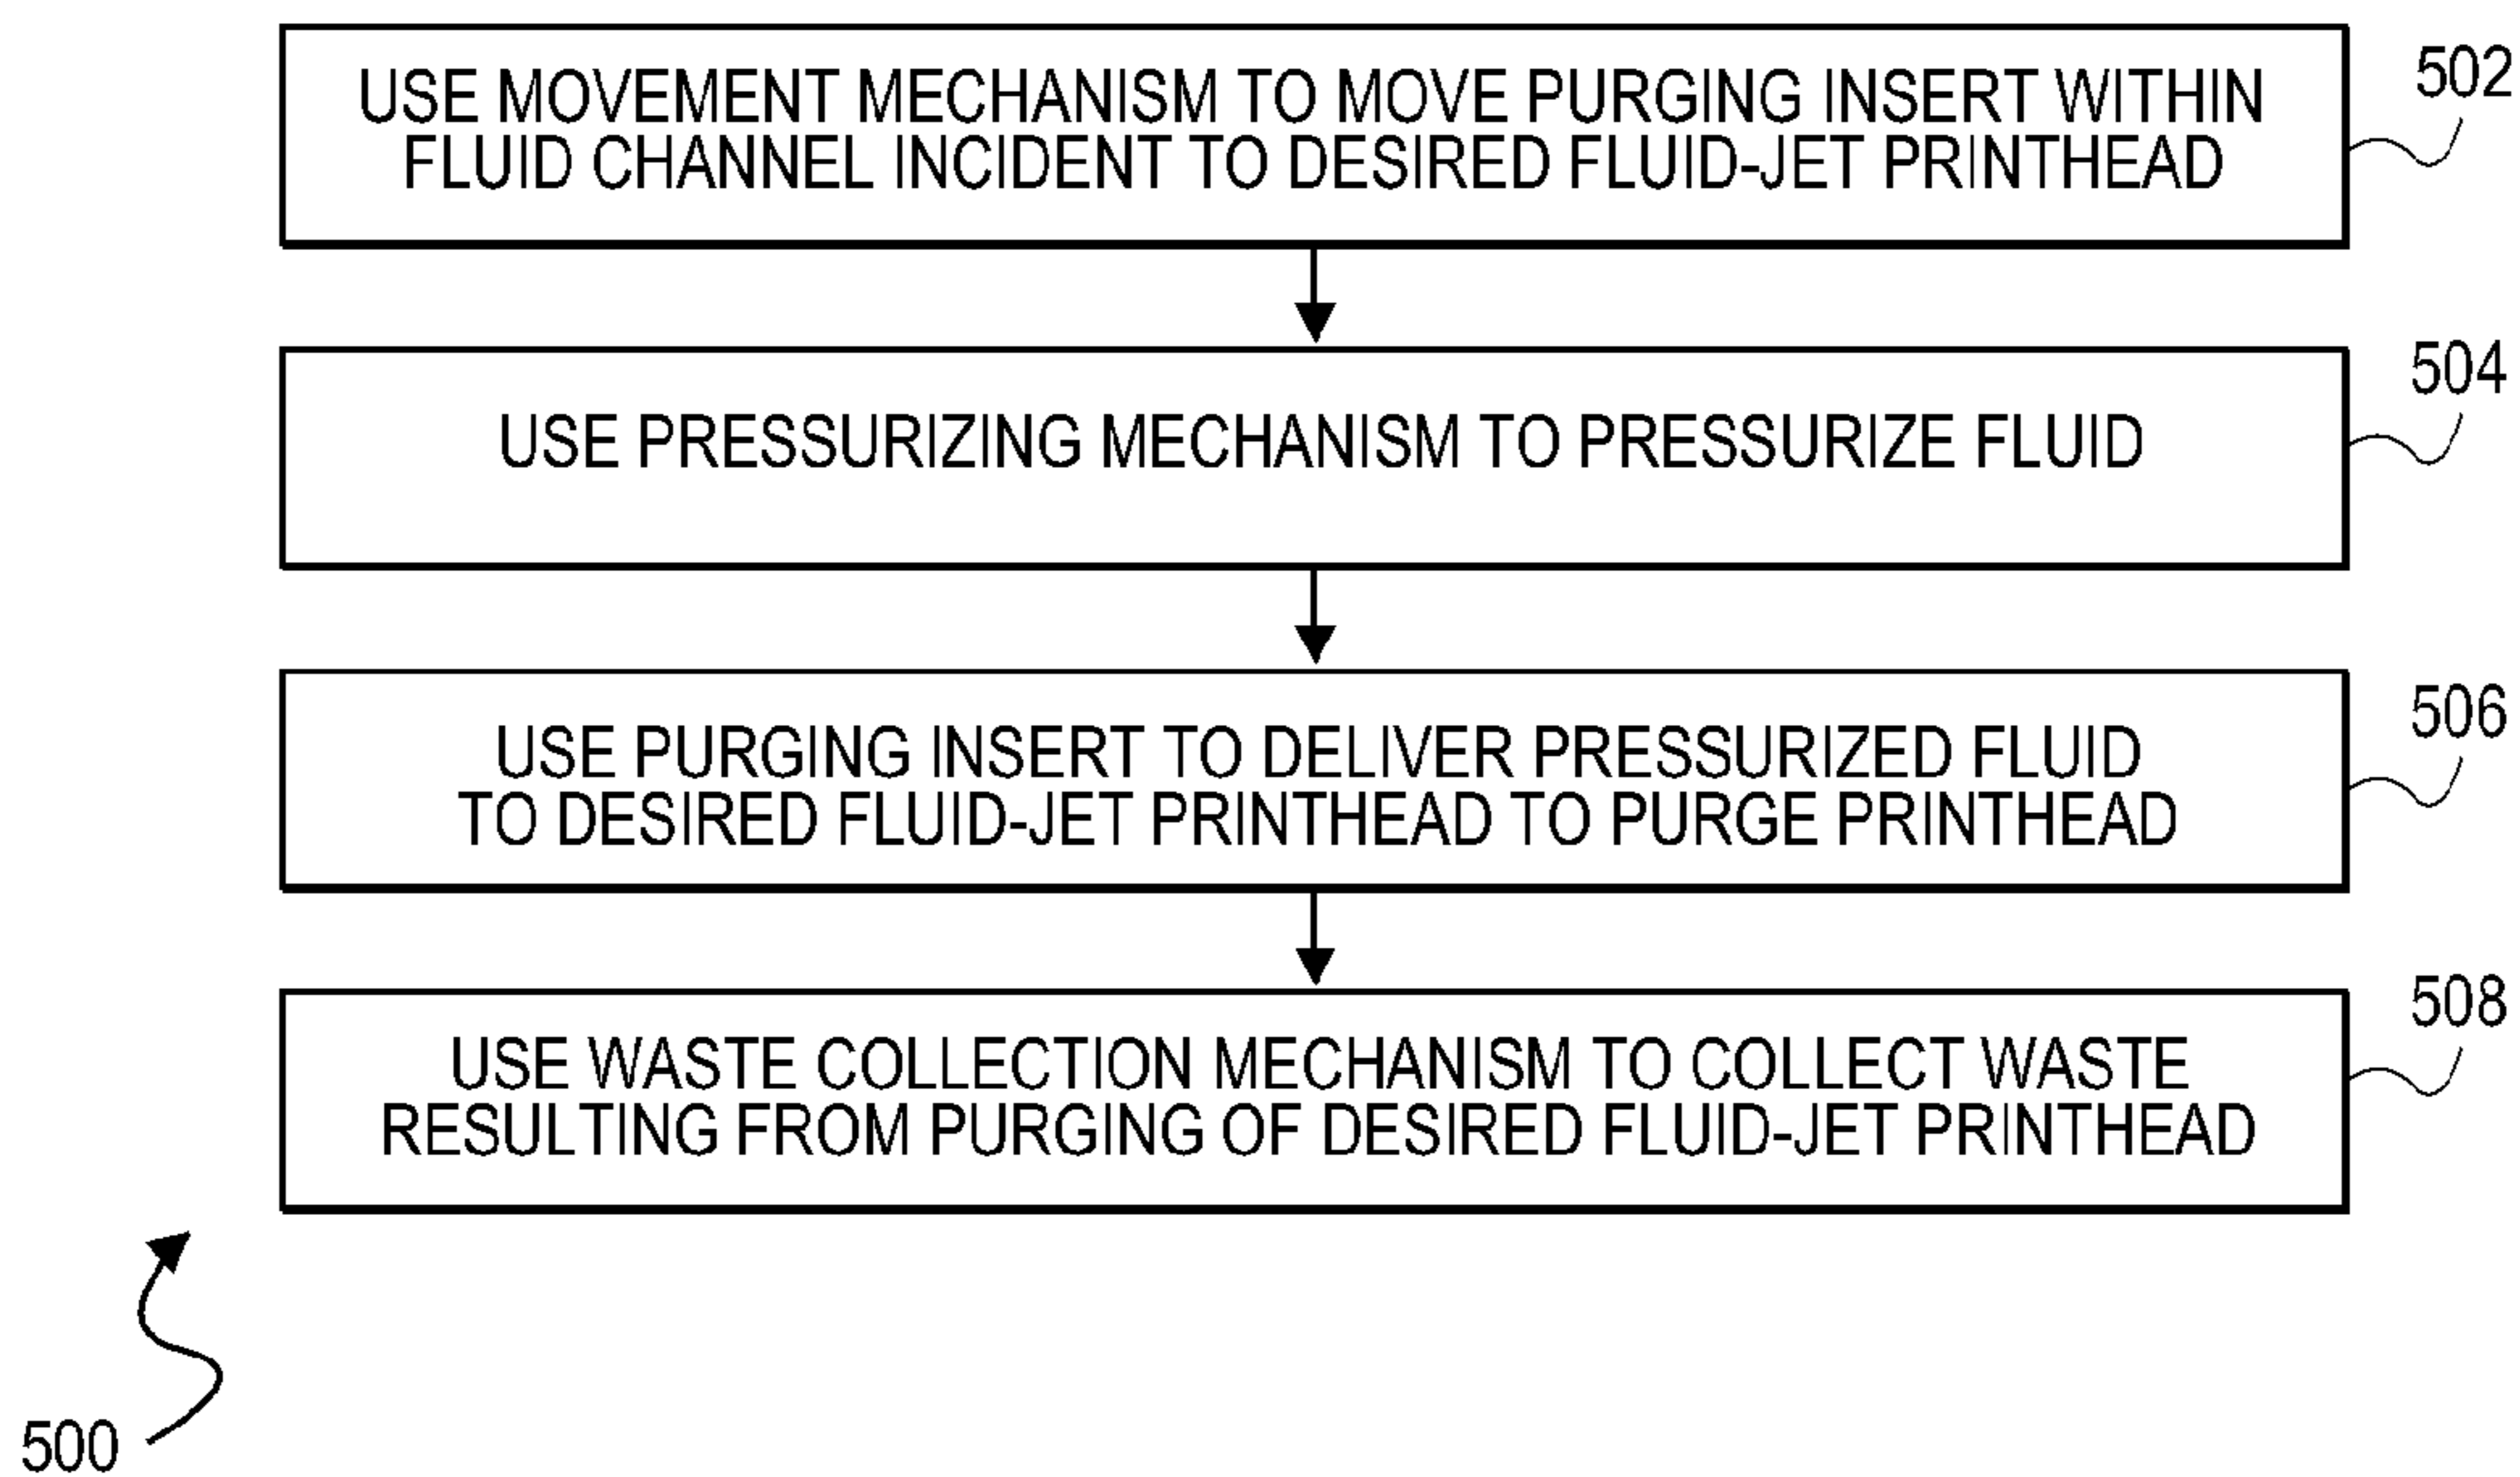 USE MOVEMENT MECHANISM TO MOVE PURGING INSERT WITHIN
FLUID CHANNEL INCIDENT TO DESIRED FLUID-JET PRINTHEAD
502
USE PRESSURIZING MECHANISM TO PRESSURIZE FLUID
504
USE PURGING INSERT TO DELIVER PRESSURIZED FLUID
TO DESIRED FLUID-JET PRINTHEAD TO PURGE PRINTHEAD
506
USE WASTE COLLECTION MECHANISM TO COLLECT WASTE
RESULTING FROM PURGING OF DESIRED FLUID-JET PRINTHEAD
508
500